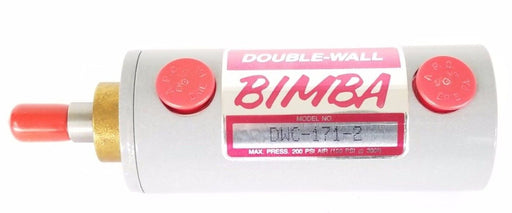 DOUBLE-WALL
BIMBA
MODEL NO.
DWC-171-2
MAX. PRESS. 200 PSI AIR